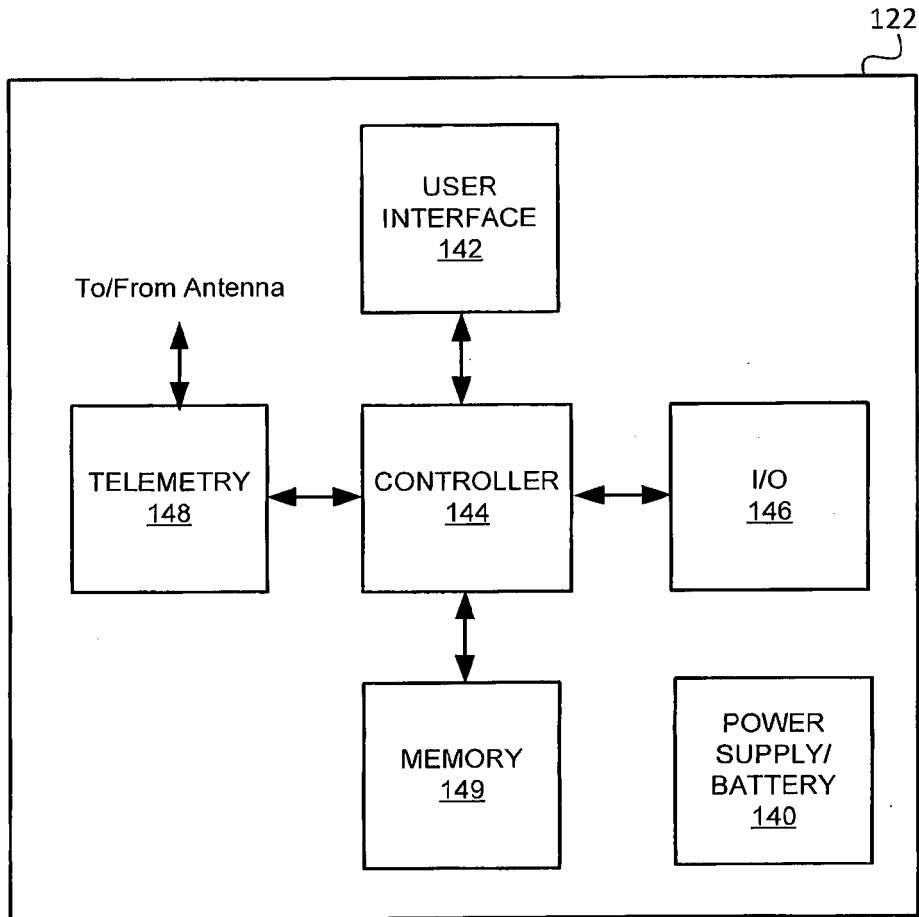 122
USER
INTERFACE
142
To/From Antenna
TELEMETRY
148
CONTROLLER
144
I/O
146
MEMORY
149
POWER
SUPPLY/
BATTERY
140